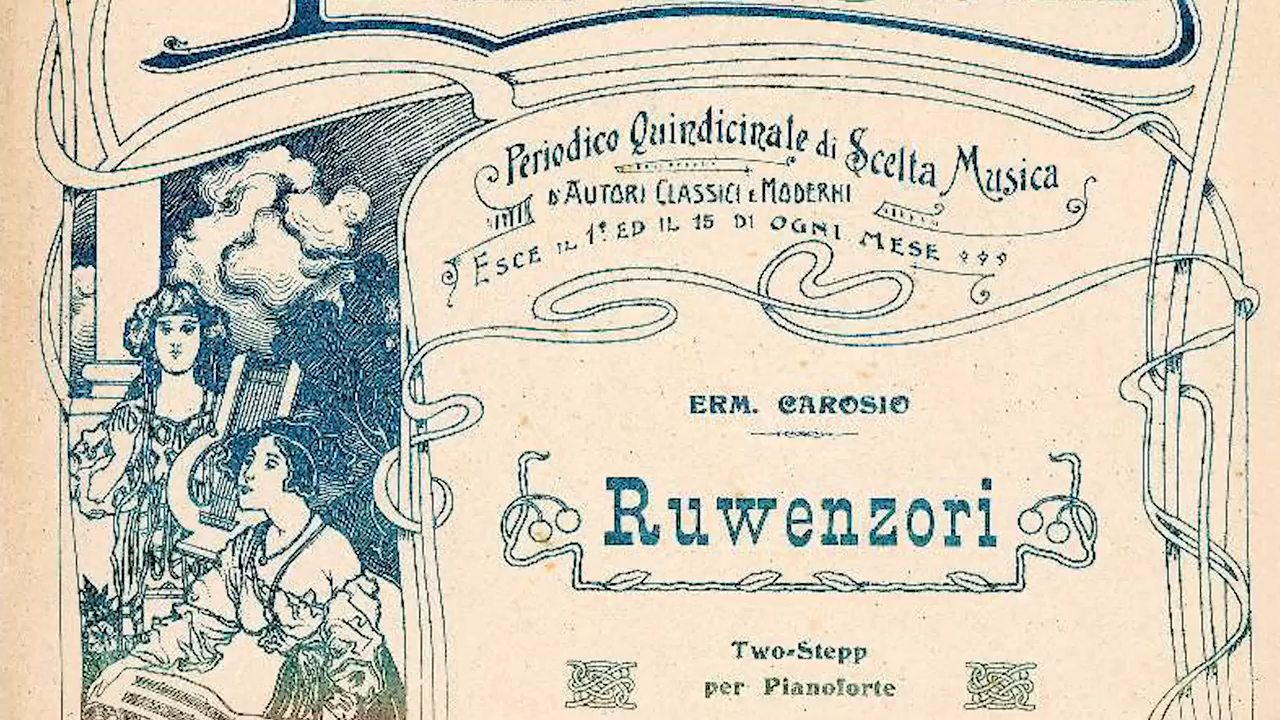 Periodico Quindicinale di Scelta Musica
D'AUTORI CLASSICI E MODERNI
ESCE IL 1º ED IL 15 DI OGNI MESE
ERM. CAROSIO
Ruwenzori
Two-Stepp
per Pianoforte